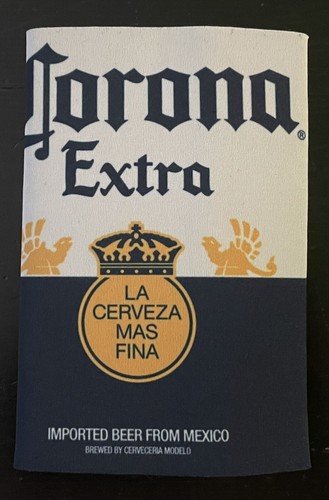 Corona®
Extra
LA
CERVEZA
MAS
FINA
IMPORTED BEER FROM MEXICO
BREWED BY CERVECERIA MODELO